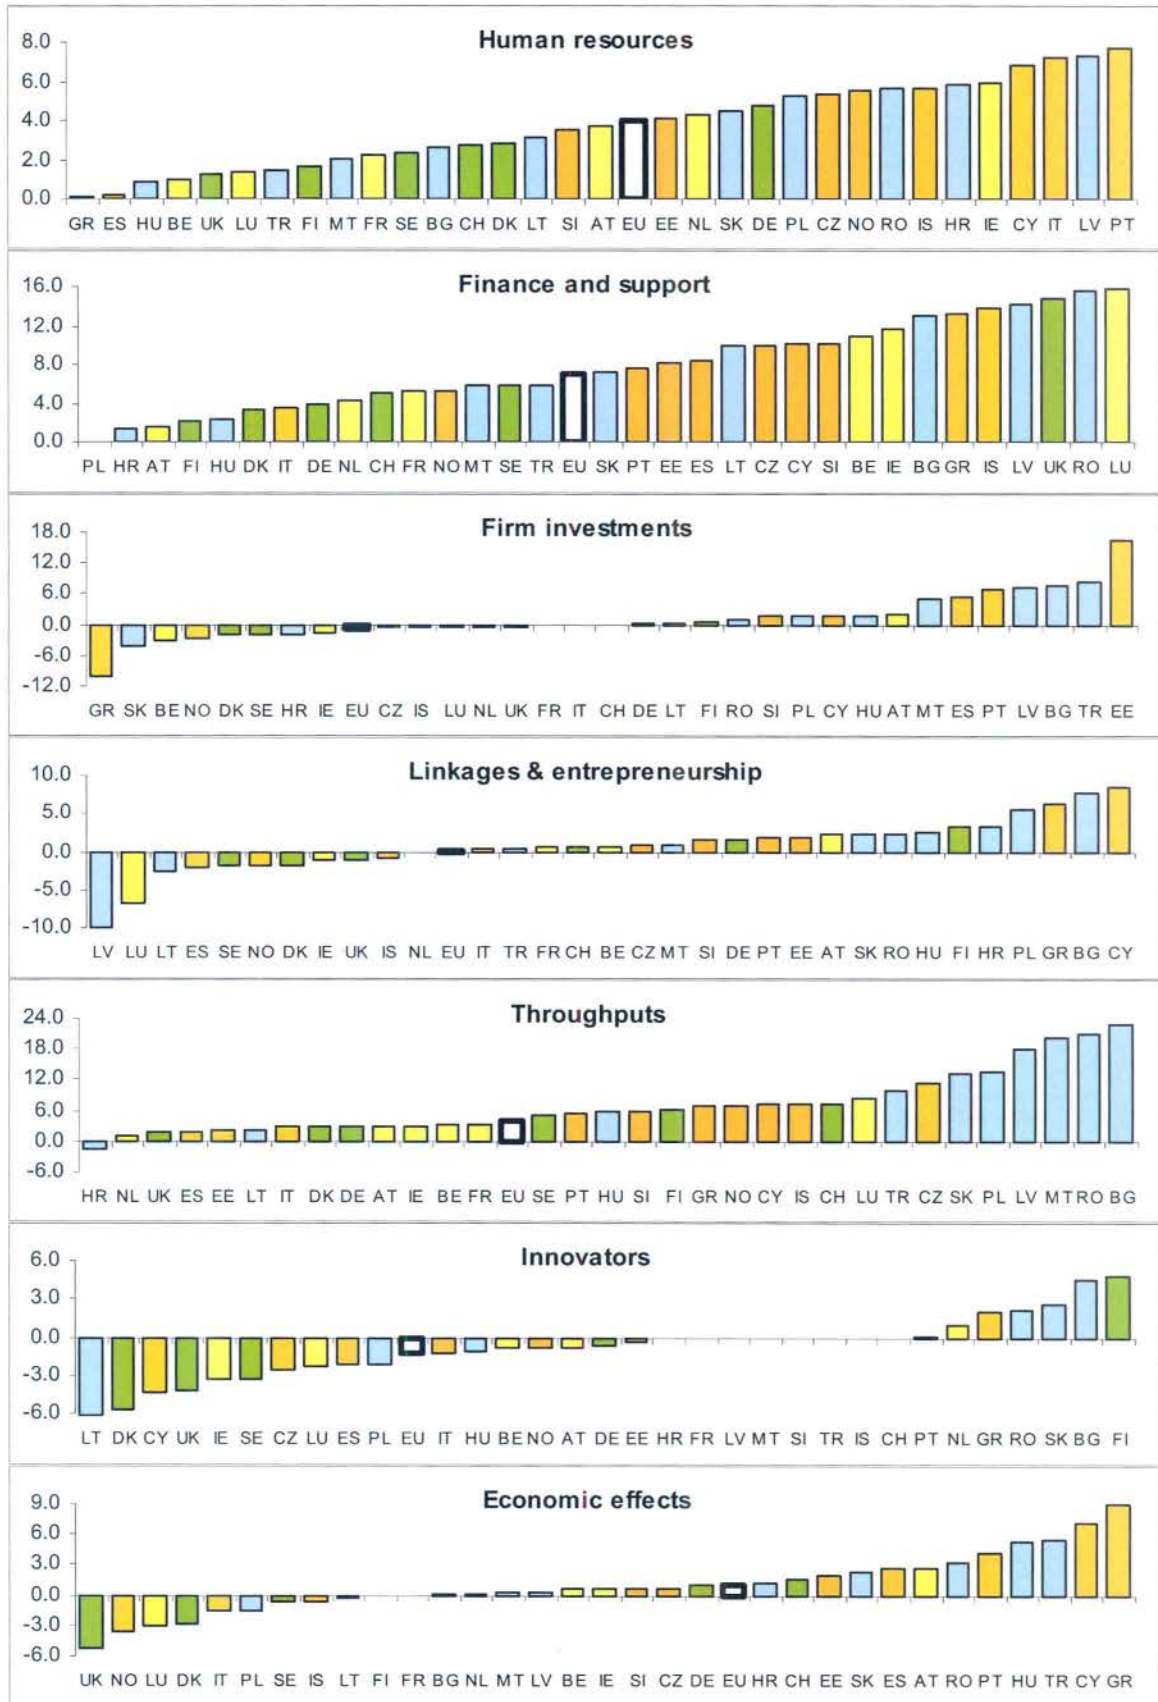 Human resources
8.0
6.0
4.0
2.0
0.0
GR ES HU BE UK LU TR FI MT FR SE BG CH DK LT SI AT EU EE NL SK DE PL CZ NO RO IS HR IE CY IT LV PT
Finance and support
16.0
12.0
8.0
4.0
0.0
PL HR AT FI HU DK IT DE NL CH FR NO MT SE TR EU SK PT EE ES LT CZ CY SI BE IE BG GR IS LV UK RO LU
Firm investments
18.0
12.0
6.0
0.0
-6.0
-12.0
GR SK BE NO DK SE HR IE EU CZ IS LU NL UK FR IT CH DE LT FI RO SI PL CY HU AT MT ES PT LV BG TR EE
Linkages & entrepreneurship
10.0
5.0
0.0
-5.0
-10.0
LV LU LT ES SE NO DK IE UK IS NL EU IT TR FR CH BE CZ MT SI DE PT EE AT SK RO HU FI HR PL GR BG CY
Throughputs
24.0
18.0
12.0
6.0
0.0
-6.0
HR NL UK ES EE LT IT DK DE AT IE BE FR EU SE PT HU SI FI GR NO CY IS CH LU TR CZ SK PL LV MT RO BG
Innovators
6.0
3.0
0.0
-3.0
-6.0
LT DK CY UK IE SE CZ LU ES PL EU IT HU BE NO AT DE EE HR FR LV MT SI TR IS CH PT NL GR RO SK BG FI
Economic effects
9.0
6.0
3.0
0.0
-3.0
-6.0
UK NO LU DK IT PL SE IS LT FI FR BG NL MT LV BE IE SI CZ DE EU HR CH EE SK ES AT RO PT HU TR CY GR